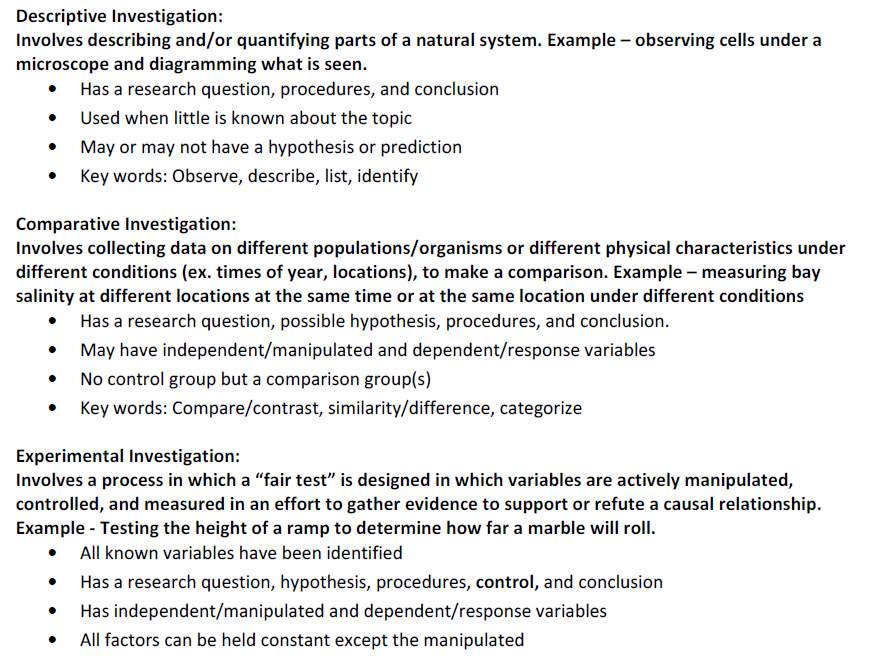 Descriptive Investigation:
Involves describing and/or quantifying parts of a natural system. Example – observing cells under a
microscope and diagramming what is seen.
• Has a research question, procedures, and conclusion
• Used when little is known about the topic
• May or may not have a hypothesis or prediction
• Key words: Observe, describe, list, identify
Comparative Investigation:
Involves collecting data on different populations/organisms or different physical characteristics under
different conditions (ex. times of year, locations), to make a comparison. Example – measuring bay
salinity at different locations at the same time or at the same location under different conditions
• Has a research question, possible hypothesis, procedures, and conclusion.
• May have independent/manipulated and dependent/response variables
• No control group but a comparison group(s)
• Key words: Compare/contrast, similarity/difference, categorize
Experimental Investigation:
Involves a process in which a “fair test” is designed in which variables are actively manipulated,
controlled, and measured in an effort to gather evidence to support or refute a causal relationship.
Example - Testing the height of a ramp to determine how far a marble will roll.
• All known variables have been identified
• Has a research question, hypothesis, procedures, control, and conclusion
• Has independent/manipulated and dependent/response variables
• All factors can be held constant except the manipulated